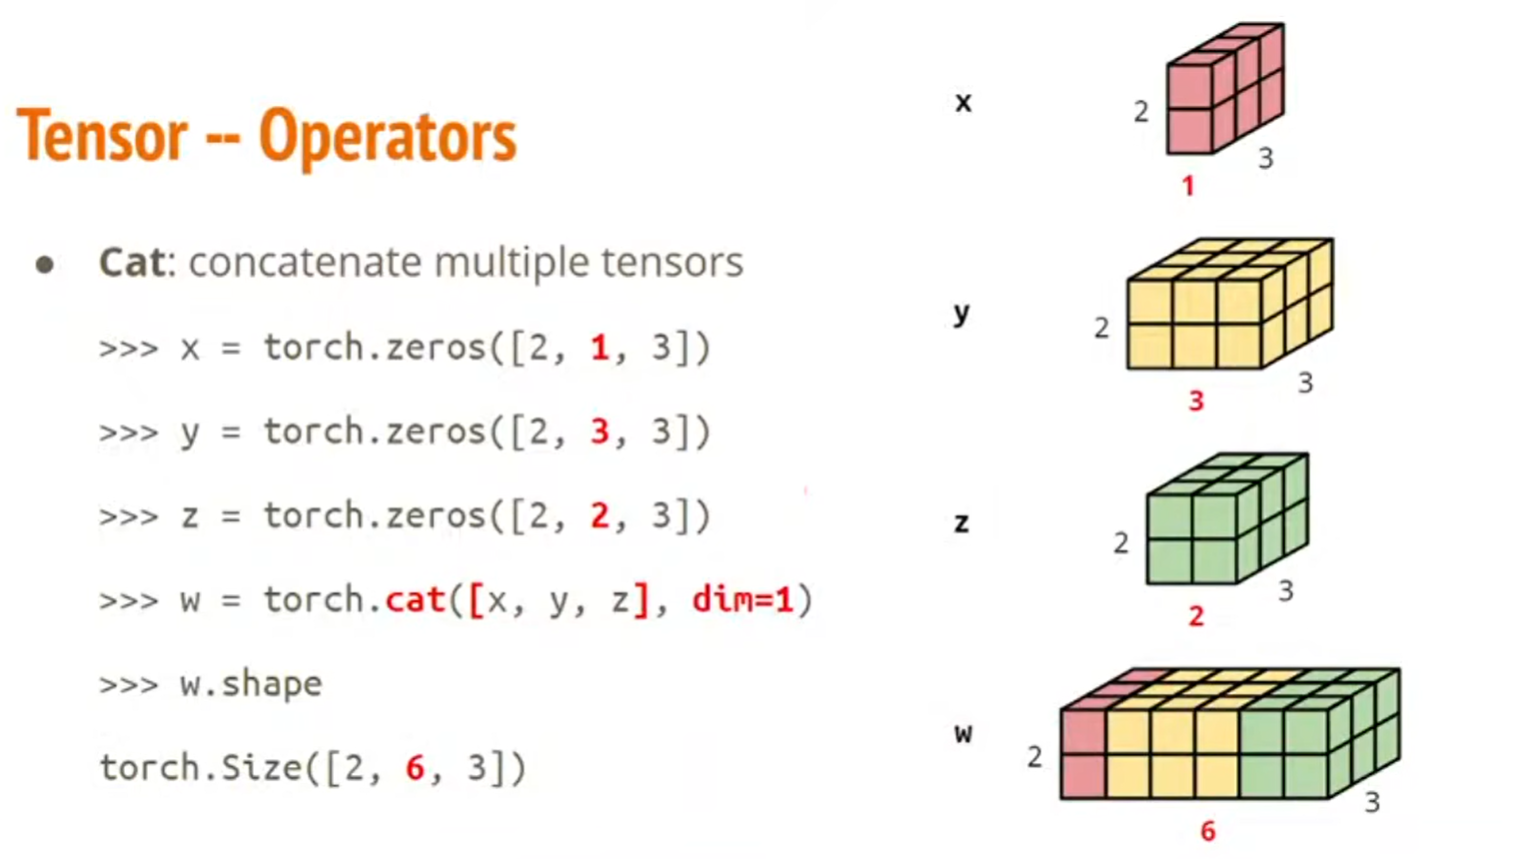 Tensor -- Operators
● Cat: concatenate multiple tensors
>>> x = torch.zeros([2, 1, 3])
>>> y = torch.zeros([2, 3, 3])
>>> z = torch.zeros([2, 2, 3])
>>> w = torch.cat([x, y, z], dim=1)
>>> w.shape
torch.Size([2, 6, 3])
x
2
3
1
y
2
3
3
z
2
3
2
w
2
3
6